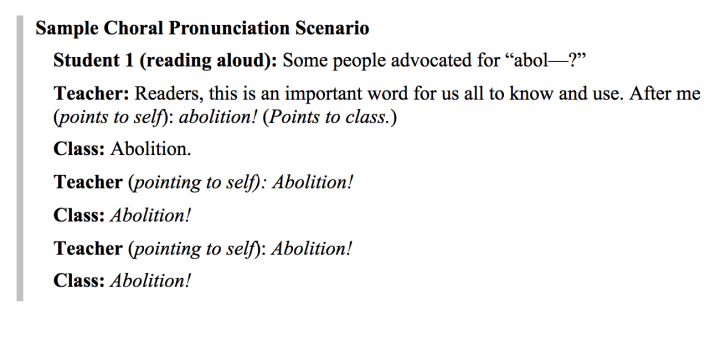 Sample Choral Pronunciation Scenario
Student 1 (reading aloud): Some people advocated for “abol—?”
Teacher: Readers, this is an important word for us all to know and use. After me
(points to self): abolition! (Points to class.)
Class: Abolition.
Teacher (pointing to self): Abolition!
Class: Abolition!
Teacher (pointing to self): Abolition!
Class: Abolition!